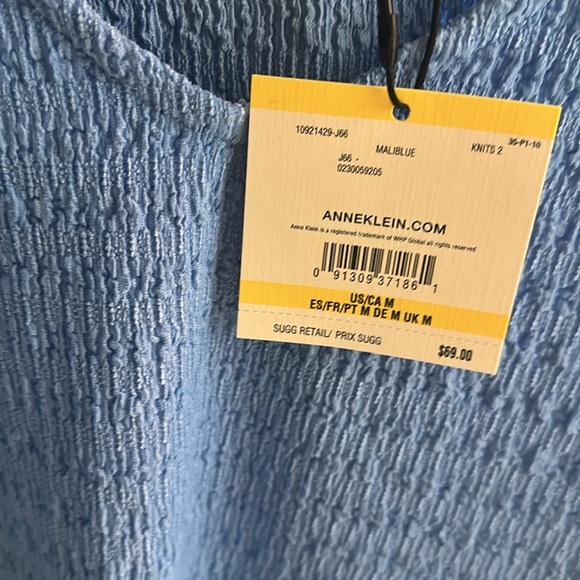 10921429-J66
MALIBLUE
KNITS 2
36-P1-10
J66 -
0230059205
ANNEKLEIN.COM
Anne Klein is a registered trademark of WHP Global all rights reserved
0 91309 37186 1
US/CA M
ES/FR/PT M DE M UK M
SUGG RETAIL/ PRIX SUGG
$69.00